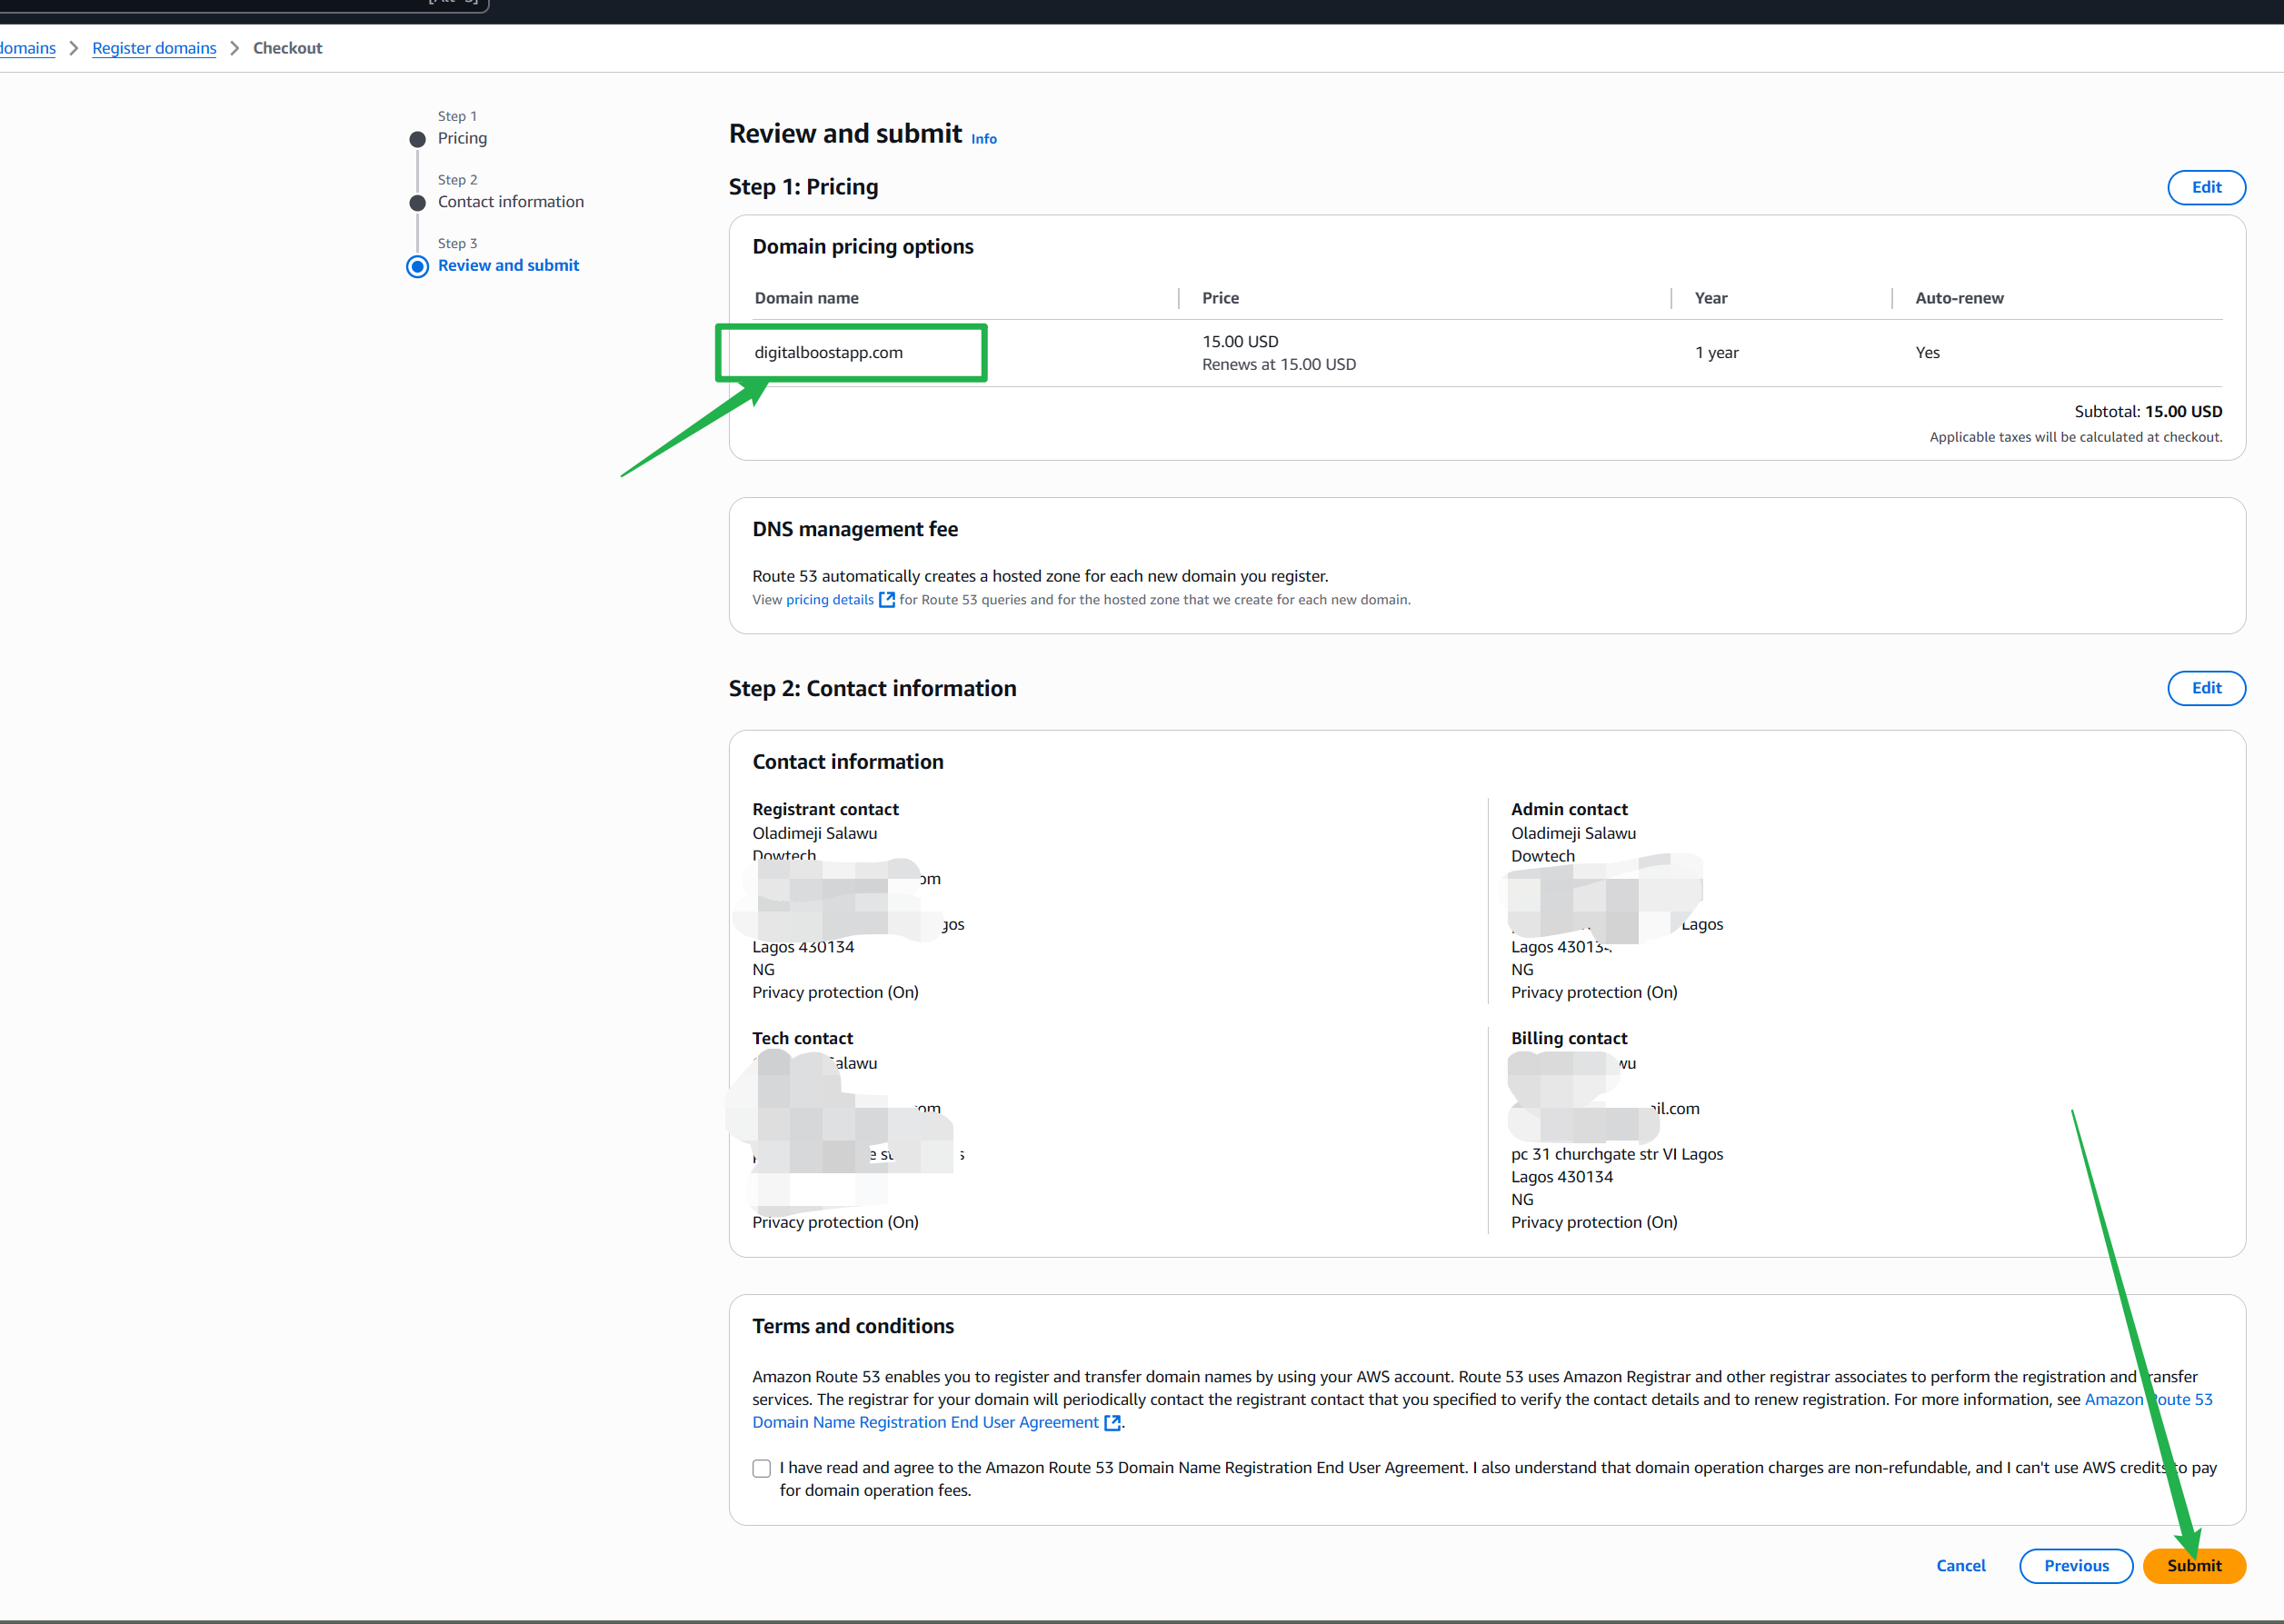 domains > Register domains > Checkout
Step 1
Pricing
Step 2
Contact information
Step 3
Review and submit
Review and submit Info
Step 1: Pricing
Edit
Domain pricing options
Domain name Price Year Auto-renew
digitalboostapp.com 15.00 USD 1 year Yes
Renews at 15.00 USD
Subtotal: 15.00 USD
Applicable taxes will be calculated at checkout.
DNS management fee
Route 53 automatically creates a hosted zone for each new domain you register.
View pricing details for Route 53 queries and for the hosted zone that we create for each new domain.
Step 2: Contact information
Edit
Contact information
Registrant contact
Oladimeji Salawu
Dowtech
om
gos
Lagos 430134
NG
Privacy protection (On)
Admin contact
Oladimeji Salawu
Dowtech
Lagos
Lagos 430134
NG
Privacy protection (On)
Tech contact
Salawu
om
e st s
Privacy protection (On)
Billing contact
wu
ail.com
pc 31 churchgate str VI Lagos
Lagos 430134
NG
Privacy protection (On)
Terms and conditions
Amazon Route 53 enables you to register and transfer domain names by using your AWS account. Route 53 uses Amazon Registrar and other registrar associates to perform the registration and transfer
services. The registrar for your domain will periodically contact the registrant contact that you specified to verify the contact details and to renew registration. For more information, see Amazon Route 53
Domain Name Registration End User Agreement.
I have read and agree to the Amazon Route 53 Domain Name Registration End User Agreement. I also understand that domain operation charges are non-refundable, and I can't use AWS credits to pay
for domain operation fees.
Cancel Previous Submit